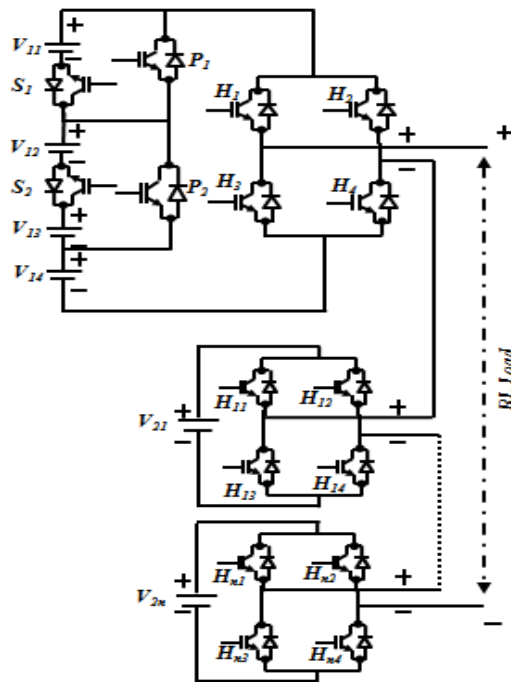 +
V11
−
P1
S1
H1
H2
+
V12
−
+
+
−
S2
P2
H3
H4
+
V13
−
+
V14
−
RL Load
+
V21
−
H11
H12
+
−
H13
H14
+
V2n
−
Hn1
Hn2
+
−
Hn3
Hn4
−